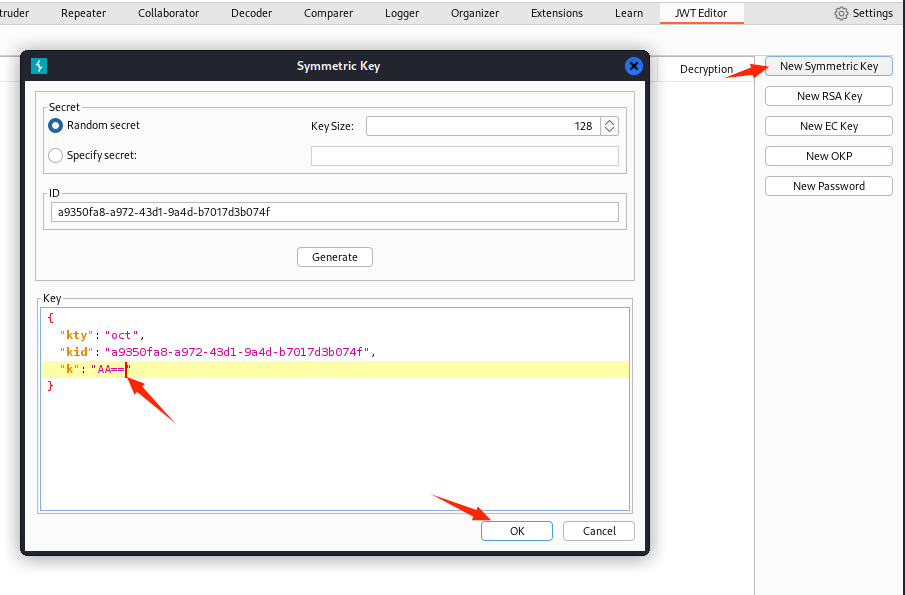 truder Repeater Collaborator Decoder Comparer Logger Organizer Extensions Learn JWT Editor Settings
Symmetric Key
Decryption
New Symmetric Key
New RSA Key
New EC Key
New OKP
New Password
Secret
Random secret
Key Size: 128
Specify secret:
ID
a9350fa8-a972-43d1-9a4d-b7017d3b074f
Generate
Key
{
"kty": "oct",
"kid": "a9350fa8-a972-43d1-9a4d-b7017d3b074f",
"k": "AA=="
}
OK Cancel